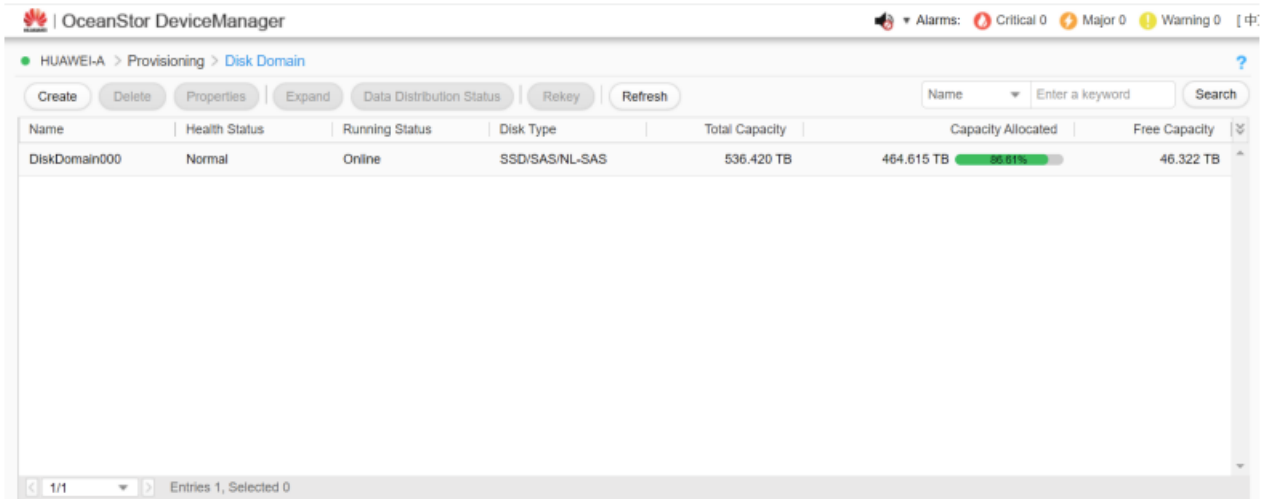 | OceanStor DeviceManager
Alarms: Critical 0 Major 0 Warning 0 [中
HUAWEI-A > Provisioning > Disk Domain
?
Create Delete Properties Expand Data Distribution Status Rekey Refresh
Name Enter a keyword Search
Name Health Status Running Status Disk Type Total Capacity Capacity Allocated Free Capacity
DiskDomain000 Normal Online SSD/SAS/NL-SAS 536.420 TB 464.615 TB 86.61% 46.322 TB
1/1 Entries 1, Selected 0